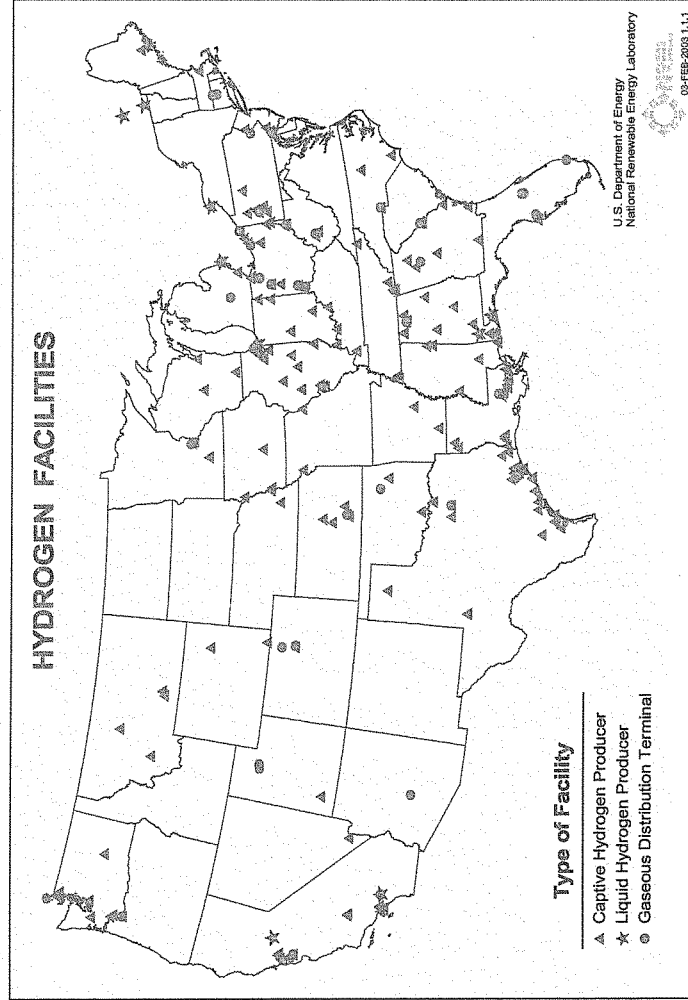 HYDROGEN FACILITIES
Type of Facility
Captive Hydrogen Producer
Liquid Hydrogen Producer
Gaseous Distribution Terminal
U.S. Department of Energy
National Renewable Energy Laboratory
03-FEB-2003 1.1.1